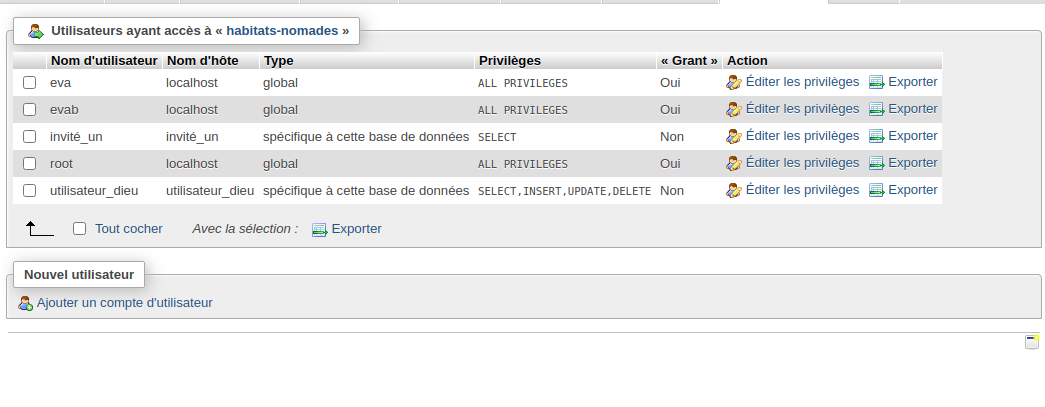 Utilisateurs ayant accès à « habitats-nomades »
Nom d'utilisateur Nom d'hôte Type Privilèges « Grant » Action
eva localhost global ALL PRIVILEGES Oui Éditer les privilèges Exporter
evab localhost global ALL PRIVILEGES Oui Éditer les privilèges Exporter
invité_un invité_un spécifique à cette base de données SELECT Non Éditer les privilèges Exporter
root localhost global ALL PRIVILEGES Oui Éditer les privilèges Exporter
utilisateur_dieu utilisateur_dieu spécifique à cette base de données SELECT,INSERT,UPDATE,DELETE Non Éditer les privilèges Exporter
Tout cocher Avec la sélection : Exporter
Nouvel utilisateur
Ajouter un compte d'utilisateur